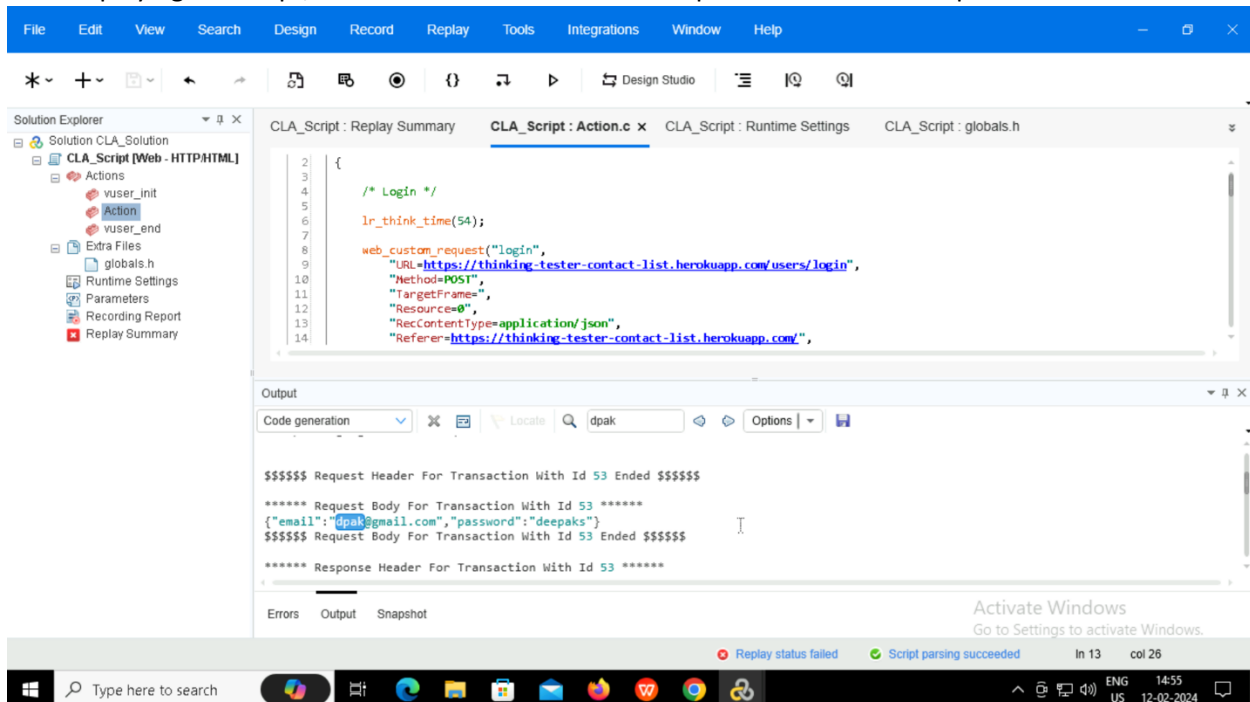 File Edit View Search Design Record Replay Tools Integrations Window Help
Design Studio
Solution Explorer
Solution CLA_Solution
CLA_Script [Web - HTTP/HTML]
Actions
vuser_init
Action
vuser_end
Extra Files
globals.h
Runtime Settings
Parameters
Recording Report
Replay Summary
CLA_Script : Replay Summary CLA_Script : Action.c CLA_Script : Runtime Settings CLA_Script : globals.h
2 {
3
4 /* Login */
5
6 lr_think_time(54);
7
8 web_custom_request("login",
9 "URL=https://thinking-tester-contact-list.herokuapp.com/users/login",
10 "Method=POST",
11 "TargetFrame=",
12 "Resource=0",
13 "RecContentType=application/json",
14 "Referer=https://thinking-tester-contact-list.herokuapp.com/",
Output
Code generation Locate dpak Options
$$$$$$ Request Header For Transaction With Id 53 Ended $$$$$$
****** Request Body For Transaction With Id 53 ******
{"email":"dpak@gmail.com","password":"deepaks"}
$$$$$$ Request Body For Transaction With Id 53 Ended $$$$$$
****** Response Header For Transaction With Id 53 ******
Errors Output Snapshot
Activate Windows
Go to Settings to activate Windows.
Replay status failed Script parsing succeeded ln 13 col 26
Type here to search
ENG 14:55
US 12-02-2024